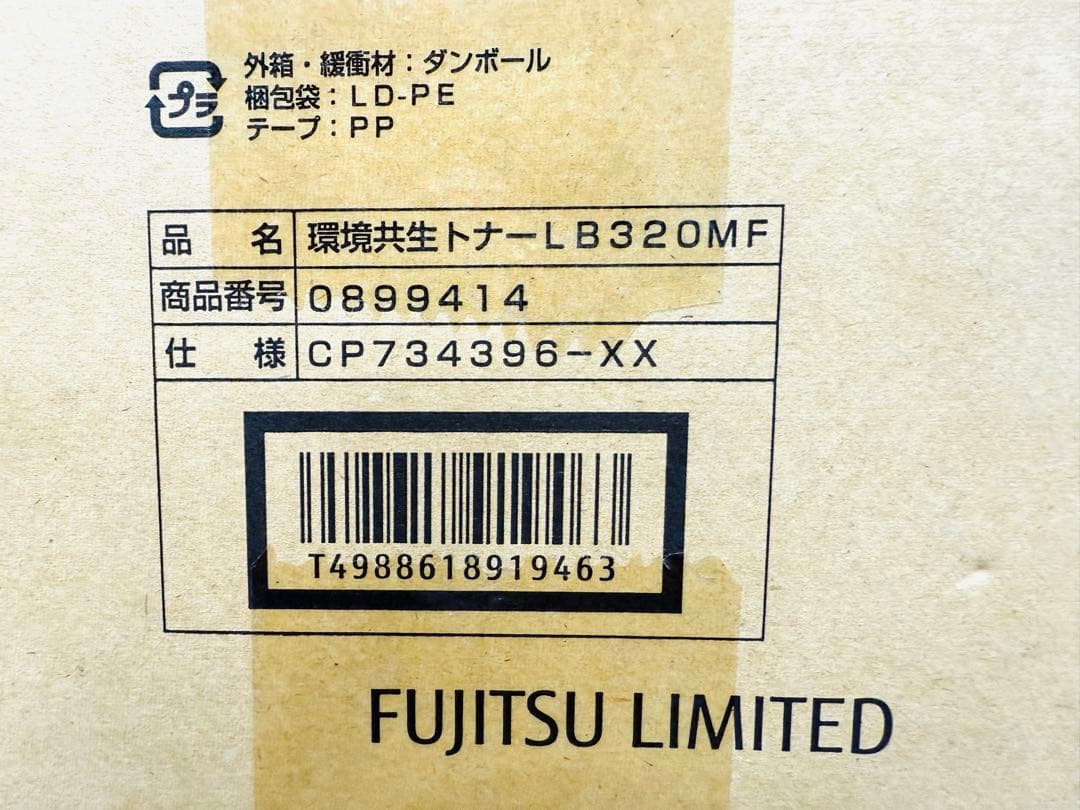 外箱・緩衝材：ダンボール
プラ 梱包袋：LD-PE
テープ：PP
品 名 環境共生トナーLB320MF
商品番号 0899414
仕 様 CP734396-XX
T4988618919463
FUJITSU LIMITED